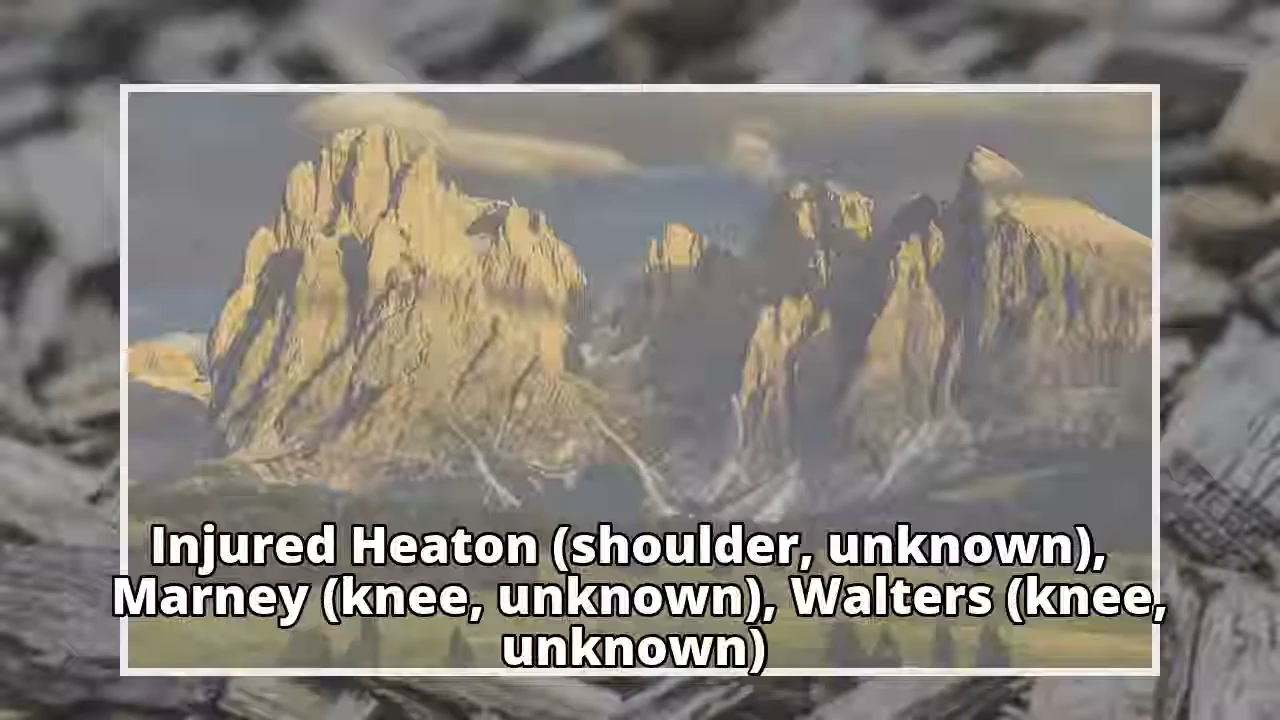 Injured Heaton (shoulder, unknown),
Marney (knee, unknown), Walters (knee,
unknown)